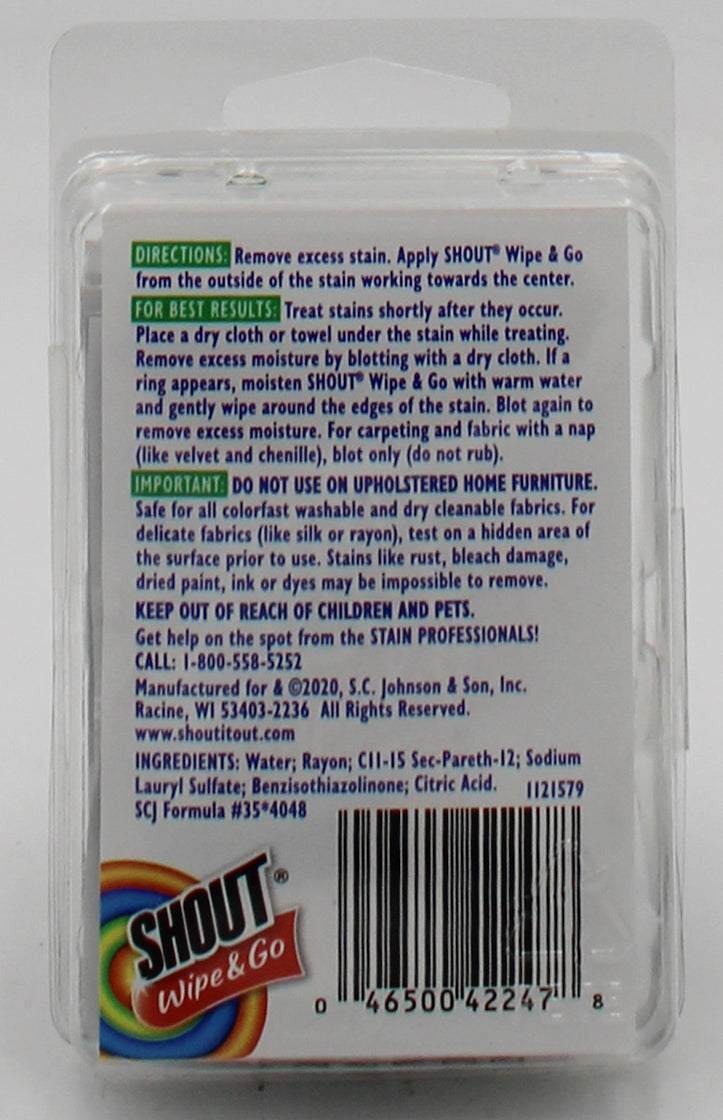 DIRECTIONS: Remove excess stain. Apply SHOUT® Wipe & Go
from the outside of the stain working towards the center.
FOR BEST RESULTS: Treat stains shortly after they occur.
Place a dry cloth or towel under the stain while treating.
Remove excess moisture by blotting with a dry cloth. If a
ring appears, moisten SHOUT® Wipe & Go with warm water
and gently wipe around the edges of the stain. Blot again to
remove excess moisture. For carpeting and fabric with a nap
(like velvet and chenille), blot only (do not rub).
IMPORTANT: DO NOT USE ON UPHOLSTERED HOME FURNITURE.
Safe for all colorfast washable and dry cleanable fabrics. For
delicate fabrics (like silk or rayon), test on a hidden area of
the surface prior to use. Stains like rust, bleach damage,
dried paint, ink or dyes may be impossible to remove.
KEEP OUT OF REACH OF CHILDREN AND PETS.
Get help on the spot from the STAIN PROFESSIONALS!
CALL: 1-800-558-5252
Manufactured for & ©2020, S.C. Johnson & Son, Inc.
Racine, WI 53403-2236 All Rights Reserved.
www.shoutitout.com
INGREDIENTS: Water; Rayon; C11-15 Sec-Pareth-12; Sodium
Lauryl Sulfate; Benzisothiazolinone; Citric Acid. 1121579
SCJ Formula #35*4048
SHOUT®
Wipe & Go
0 46500 42247 8